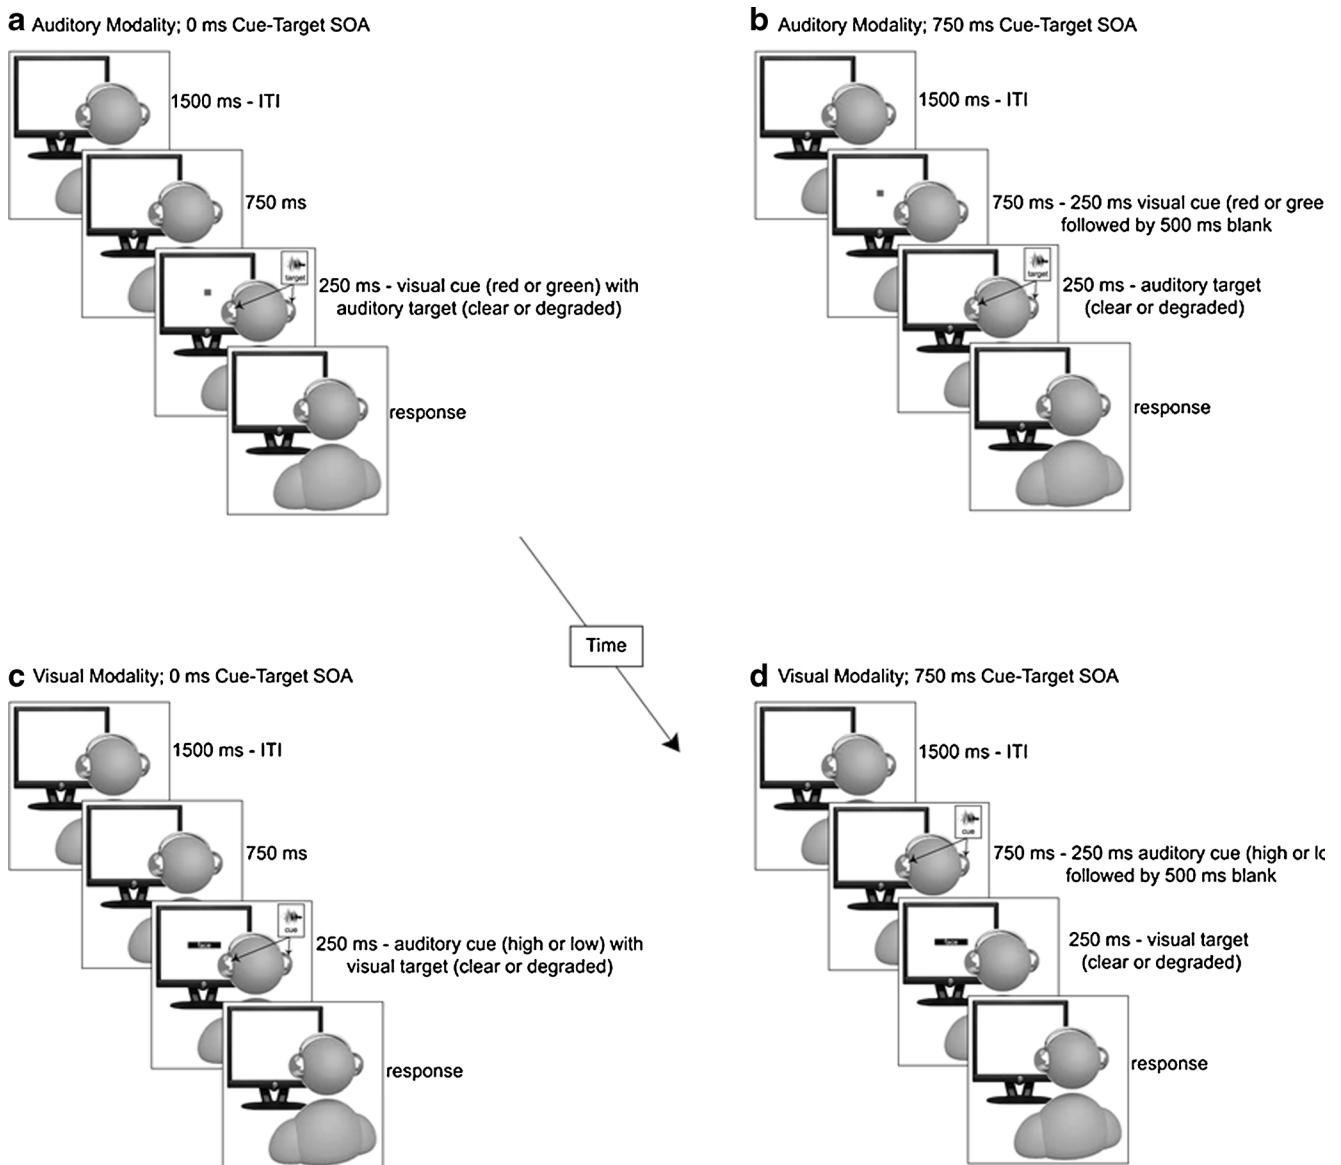 a Auditory Modality; 0 ms Cue-Target SOA
1500 ms - ITI
750 ms
target
250 ms - visual cue (red or green) with
auditory target (clear or degraded)
response
b Auditory Modality; 750 ms Cue-Target SOA
1500 ms - ITI
750 ms - 250 ms visual cue (red or gree
followed by 500 ms blank
target
250 ms - auditory target
(clear or degraded)
response
Time
c Visual Modality; 0 ms Cue-Target SOA
1500 ms - ITI
750 ms
cue
face
250 ms - auditory cue (high or low) with
visual target (clear or degraded)
response
d Visual Modality; 750 ms Cue-Target SOA
1500 ms - ITI
cue
750 ms - 250 ms auditory cue (high or lo
followed by 500 ms blank
face
250 ms - visual target
(clear or degraded)
response